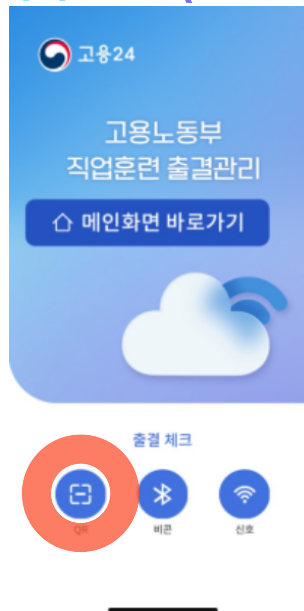 고용24
고용노동부
직업훈련 출결관리
메인화면 바로가기
출결 체크
QR
비콘
신호